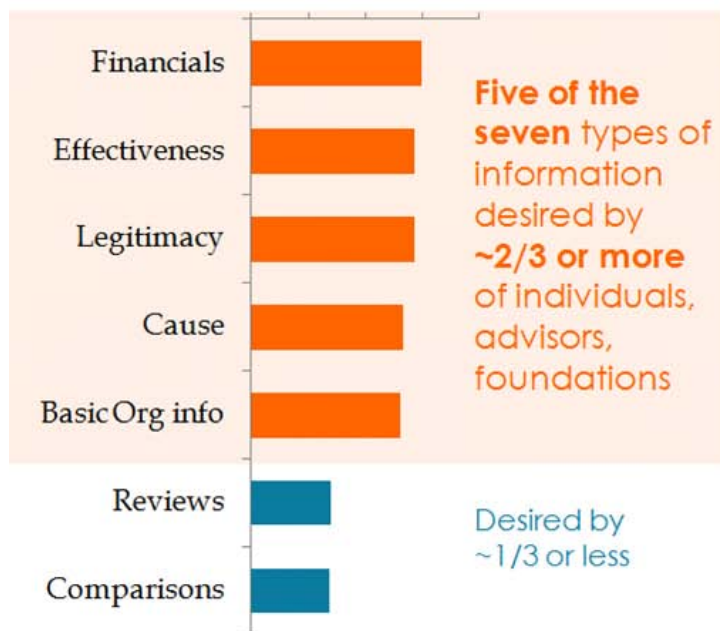 Financials
Effectiveness
Legitimacy
Cause
Basic Org info
Reviews
Comparisons
Five of the
seven types of
information
desired by
~2/3 or more
of individuals,
advisors,
foundations
Desired by
~1/3 or less